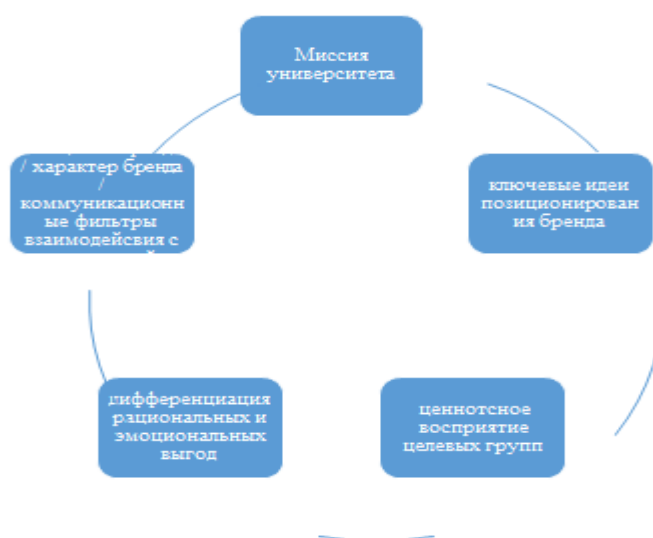 Миссия
университета
ключевые идеи
позиционирован
ия бренда
ценнотсное
восприятие
целевых групп
дифференциация
рациональных и
эмоциональных
выгод
/ характер бренда
/
коммуникационн
ые фильтры
взаимодейсвия с